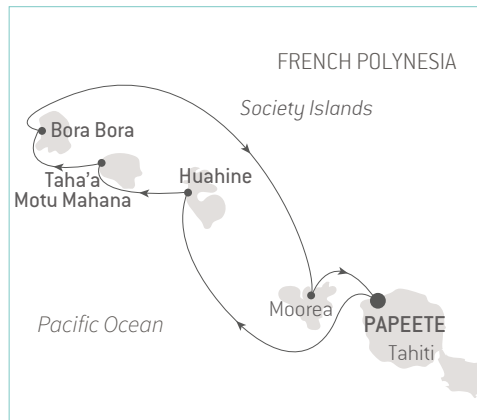 FRENCH POLYNESIA
Society Islands
Bora Bora
Taha'a
Motu Mahana
Huahine
Moorea
PAPEETE
Tahiti
Pacific Ocean